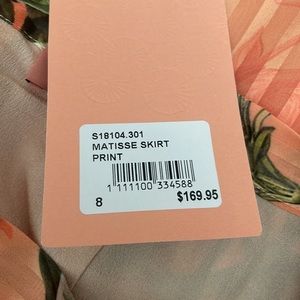 S18104.301
MATISSE SKIRT
PRINT
1 111100 334588
8 $169.95